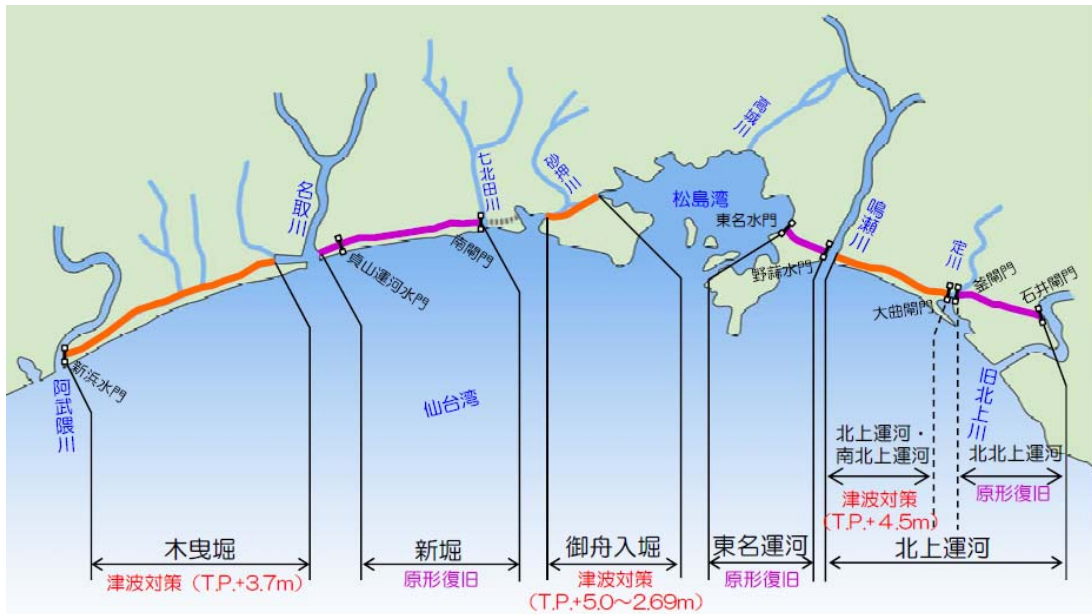 高城川
七北田川
砂押川
名取川
松島湾
東名水門
鳴瀬川
定川
釜閘門
石井閘門
南閘門
貞山運河水門
野蒜水門
大曲閘門
新浜水門
阿武隈川
仙台湾
旧北上川
北上運河・
南北上運河
北北上運河
津波対策
(T.P.+4.5m)
原形復旧
木曳堀
新堀
御舟入堀
東名運河
北上運河
津波対策(T.P.+3.7m)
原形復旧
津波対策
(T.P.+5.0～2.69m)
原形復旧